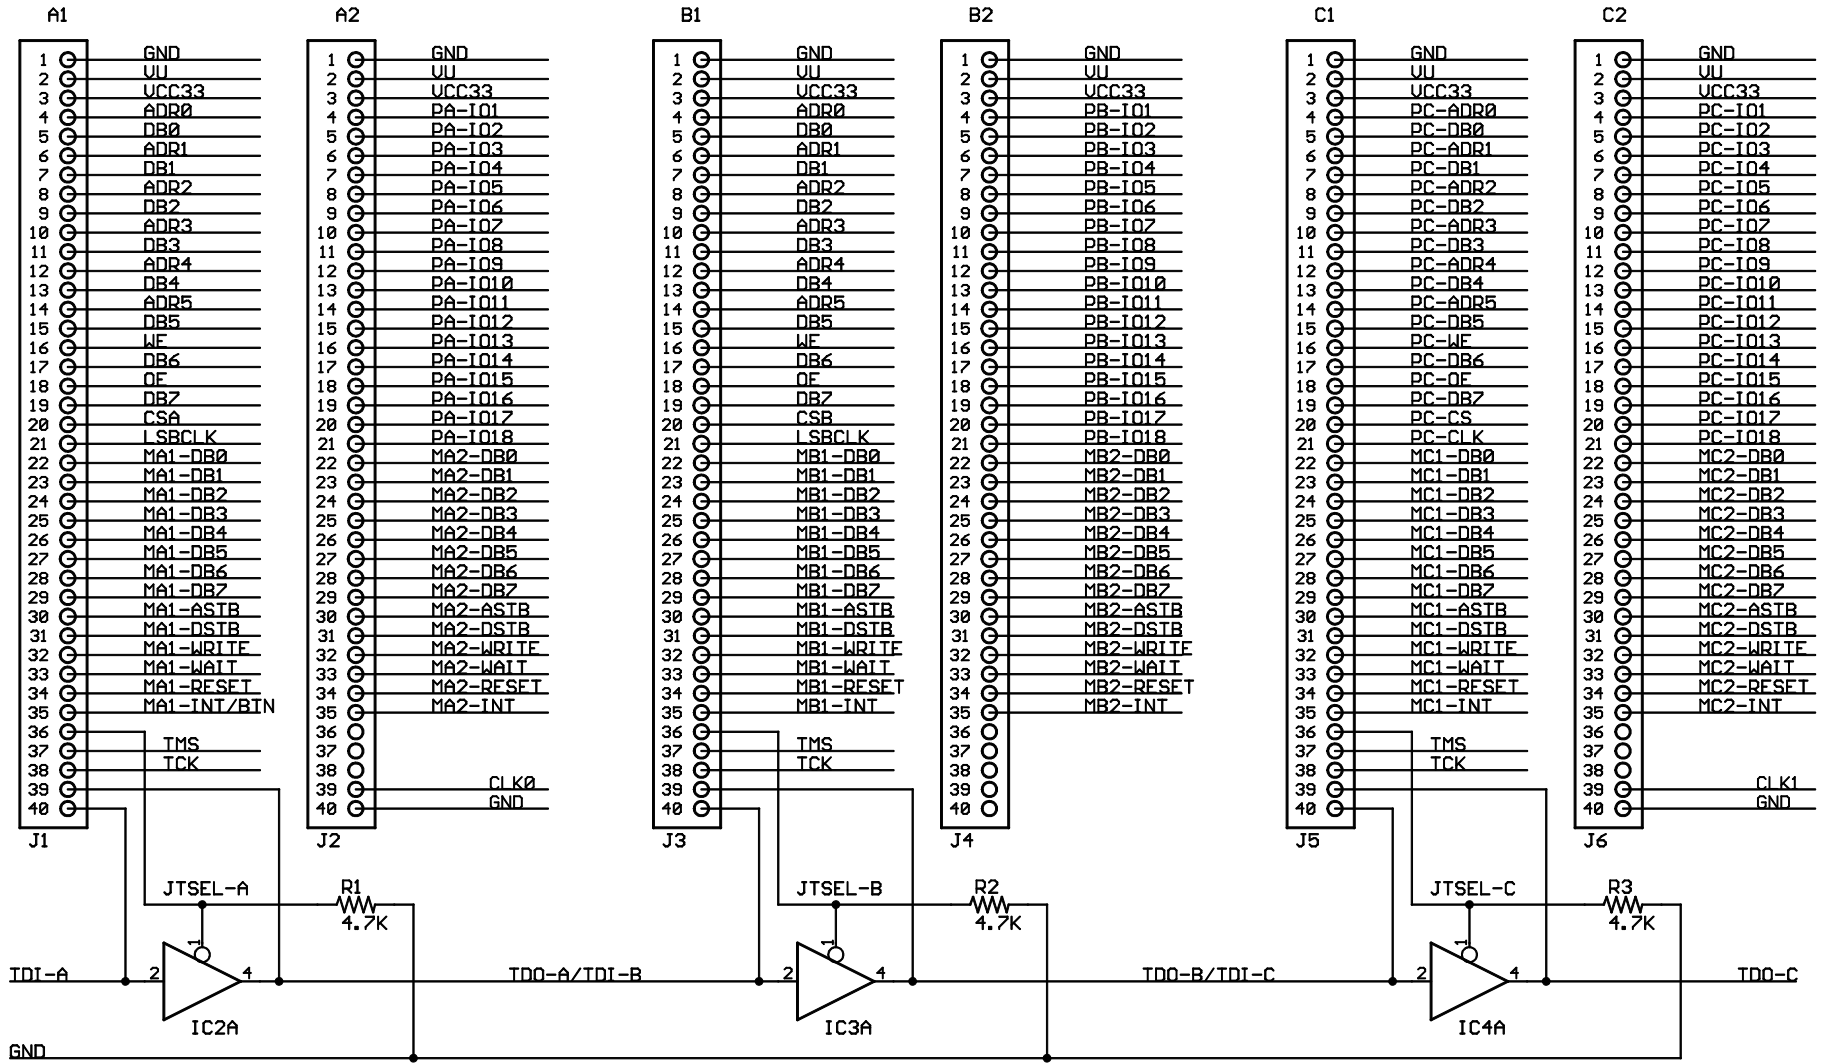 A1 A2 B1 B2 C1 C2
1 GND 1 GND 1 GND 1 GND 1 GND 1 GND
2 VU 2 VU 2 VU 2 VU 2 VU 2 VU
3 VCC33 3 VCC33 3 VCC33 3 VCC33 3 VCC33 3 VCC33
4 ADR0 4 PA-IO1 4 ADR0 4 PB-IO1 4 PC-ADR0 4 PC-IO1
5 DB0 5 PA-IO2 5 DB0 5 PB-IO2 5 PC-DB0 5 PC-IO2
6 ADR1 6 PA-IO3 6 ADR1 6 PB-IO3 6 PC-ADR1 6 PC-IO3
7 DB1 7 PA-IO4 7 DB1 7 PB-IO4 7 PC-DB1 7 PC-IO4
8 ADR2 8 PA-IO5 8 ADR2 8 PB-IO5 8 PC-ADR2 8 PC-IO5
9 DB2 9 PA-IO6 9 DB2 9 PB-IO6 9 PC-DB2 9 PC-IO6
10 ADR3 10 PA-IO7 10 ADR3 10 PB-IO7 10 PC-ADR3 10 PC-IO7
11 DB3 11 PA-IO8 11 DB3 11 PB-IO8 11 PC-DB3 11 PC-IO8
12 ADR4 12 PA-IO9 12 ADR4 12 PB-IO9 12 PC-ADR4 12 PC-IO9
13 DB4 13 PA-IO10 13 DB4 13 PB-IO10 13 PC-DB4 13 PC-IO10
14 ADR5 14 PA-IO11 14 ADR5 14 PB-IO11 14 PC-ADR5 14 PC-IO11
15 DB5 15 PA-IO12 15 DB5 15 PB-IO12 15 PC-DB5 15 PC-IO12
16 WE 16 PA-IO13 16 WE 16 PB-IO13 16 PC-WE 16 PC-IO13
17 DB6 17 PA-IO14 17 DB6 17 PB-IO14 17 PC-DB6 17 PC-IO14
18 OE 18 PA-IO15 18 OE 18 PB-IO15 18 PC-OE 18 PC-IO15
19 DB7 19 PA-IO16 19 DB7 19 PB-IO16 19 PC-DB7 19 PC-IO16
20 CSA 20 PA-IO17 20 CSB 20 PB-IO17 20 PC-CS 20 PC-IO17
21 LSBCLK 21 PA-IO18 21 LSBCLK 21 PB-IO18 21 PC-CLK 21 PC-IO18
22 MA1-DB0 22 MA2-DB0 22 MB1-DB0 22 MB2-DB0 22 MC1-DB0 22 MC2-DB0
23 MA1-DB1 23 MA2-DB1 23 MB1-DB1 23 MB2-DB1 23 MC1-DB1 23 MC2-DB1
24 MA1-DB2 24 MA2-DB2 24 MB1-DB2 24 MB2-DB2 24 MC1-DB2 24 MC2-DB2
25 MA1-DB3 25 MA2-DB3 25 MB1-DB3 25 MB2-DB3 25 MC1-DB3 25 MC2-DB3
26 MA1-DB4 26 MA2-DB4 26 MB1-DB4 26 MB2-DB4 26 MC1-DB4 26 MC2-DB4
27 MA1-DB5 27 MA2-DB5 27 MB1-DB5 27 MB2-DB5 27 MC1-DB5 27 MC2-DB5
28 MA1-DB6 28 MA2-DB6 28 MB1-DB6 28 MB2-DB6 28 MC1-DB6 28 MC2-DB6
29 MA1-DB7 29 MA2-DB7 29 MB1-DB7 29 MB2-DB7 29 MC1-DB7 29 MC2-DB7
30 MA1-ASTB 30 MA2-ASTB 30 MB1-ASTB 30 MB2-ASTB 30 MC1-ASTB 30 MC2-ASTB
31 MA1-DSTB 31 MA2-DSTB 31 MB1-DSTB 31 MB2-DSTB 31 MC1-DSTB 31 MC2-DSTB
32 MA1-WRITE 32 MA2-WRITE 32 MB1-WRITE 32 MB2-WRITE 32 MC1-WRITE 32 MC2-WRITE
33 MA1-WAIT 33 MA2-WAIT 33 MB1-WAIT 33 MB2-WAIT 33 MC1-WAIT 33 MC2-WAIT
34 MA1-RESET 34 MA2-RESET 34 MB1-RESET 34 MB2-RESET 34 MC1-RESET 34 MC2-RESET
35 MA1-INT/BTN 35 MA2-INT 35 MB1-INT 35 MB2-INT 35 MC1-INT 35 MC2-INT
36 36 36 36 36 36
37 TMS 37 37 TMS 37 37 TMS 37
38 TCK 38 38 TCK 38 38 TCK 38
39 39 CLK0 39 39 39 39 CLK1
40 40 GND 40 40 40 40 GND
J1 J2 J3 J4 J5 J6
JTSEL-A R1 JTSEL-B R2 JTSEL-C R3
4.7K 4.7K 4.7K
1 1 1
TDI-A 2 4 TDO-A/TDI-B 2 4 TDO-B/TDI-C 2 4 TDO-C
IC2A IC3A IC4A
GND